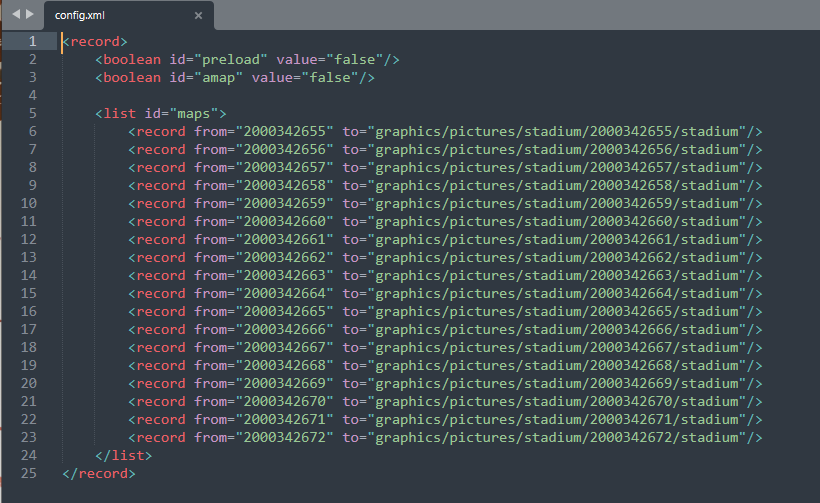 config.xml
1 <record>
2 <boolean id="preload" value="false"/>
3 <boolean id="amap" value="false"/>
4
5 <list id="maps">
6 <record from="2000342655" to="graphics/pictures/stadium/2000342655/stadium"/>
7 <record from="2000342656" to="graphics/pictures/stadium/2000342656/stadium"/>
8 <record from="2000342657" to="graphics/pictures/stadium/2000342657/stadium"/>
9 <record from="2000342658" to="graphics/pictures/stadium/2000342658/stadium"/>
10 <record from="2000342659" to="graphics/pictures/stadium/2000342659/stadium"/>
11 <record from="2000342660" to="graphics/pictures/stadium/2000342660/stadium"/>
12 <record from="2000342661" to="graphics/pictures/stadium/2000342661/stadium"/>
13 <record from="2000342662" to="graphics/pictures/stadium/2000342662/stadium"/>
14 <record from="2000342663" to="graphics/pictures/stadium/2000342663/stadium"/>
15 <record from="2000342664" to="graphics/pictures/stadium/2000342664/stadium"/>
16 <record from="2000342665" to="graphics/pictures/stadium/2000342665/stadium"/>
17 <record from="2000342666" to="graphics/pictures/stadium/2000342666/stadium"/>
18 <record from="2000342667" to="graphics/pictures/stadium/2000342667/stadium"/>
19 <record from="2000342668" to="graphics/pictures/stadium/2000342668/stadium"/>
20 <record from="2000342669" to="graphics/pictures/stadium/2000342669/stadium"/>
21 <record from="2000342670" to="graphics/pictures/stadium/2000342670/stadium"/>
22 <record from="2000342671" to="graphics/pictures/stadium/2000342671/stadium"/>
23 <record from="2000342672" to="graphics/pictures/stadium/2000342672/stadium"/>
24 </list>
25 </record>